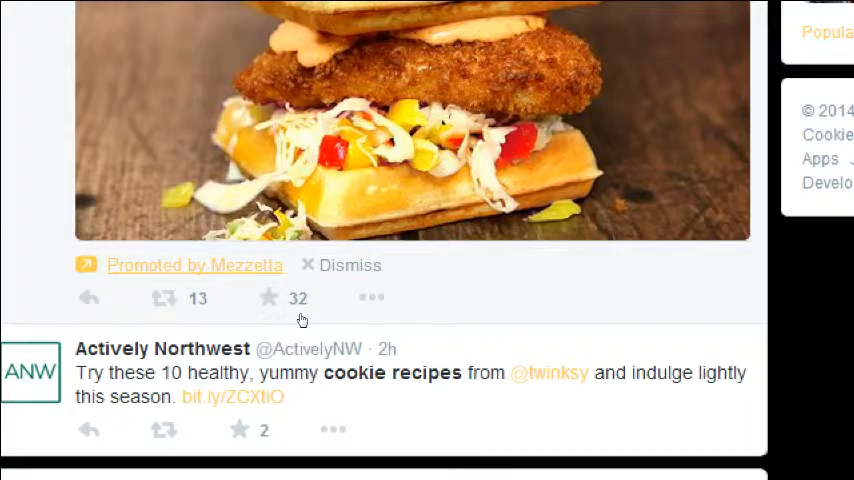 Popula
© 2014
Cookie
Apps
Develo
Promoted by Mezzetta Dismiss
13 32
Actively Northwest @ActivelyNW · 2h
ANW
Try these 10 healthy, yummy cookie recipes from @twinksy and indulge lightly
this season. bit.ly/ZCXtiO
2